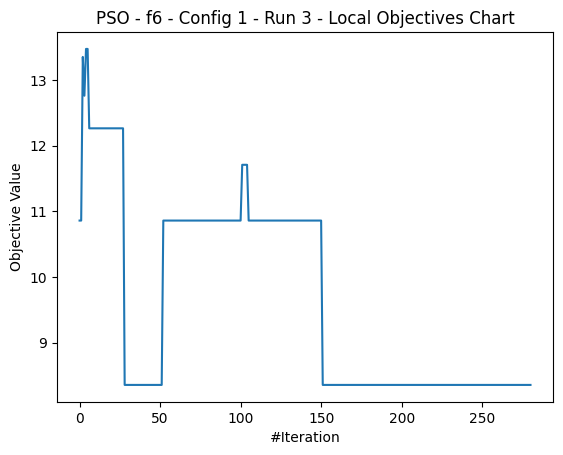 PSO - f6 - Config 1 - Run 3 - Local Objectives Chart
Objective Value
13
12
11
10
9
0 50 100 150 200 250
#Iteration